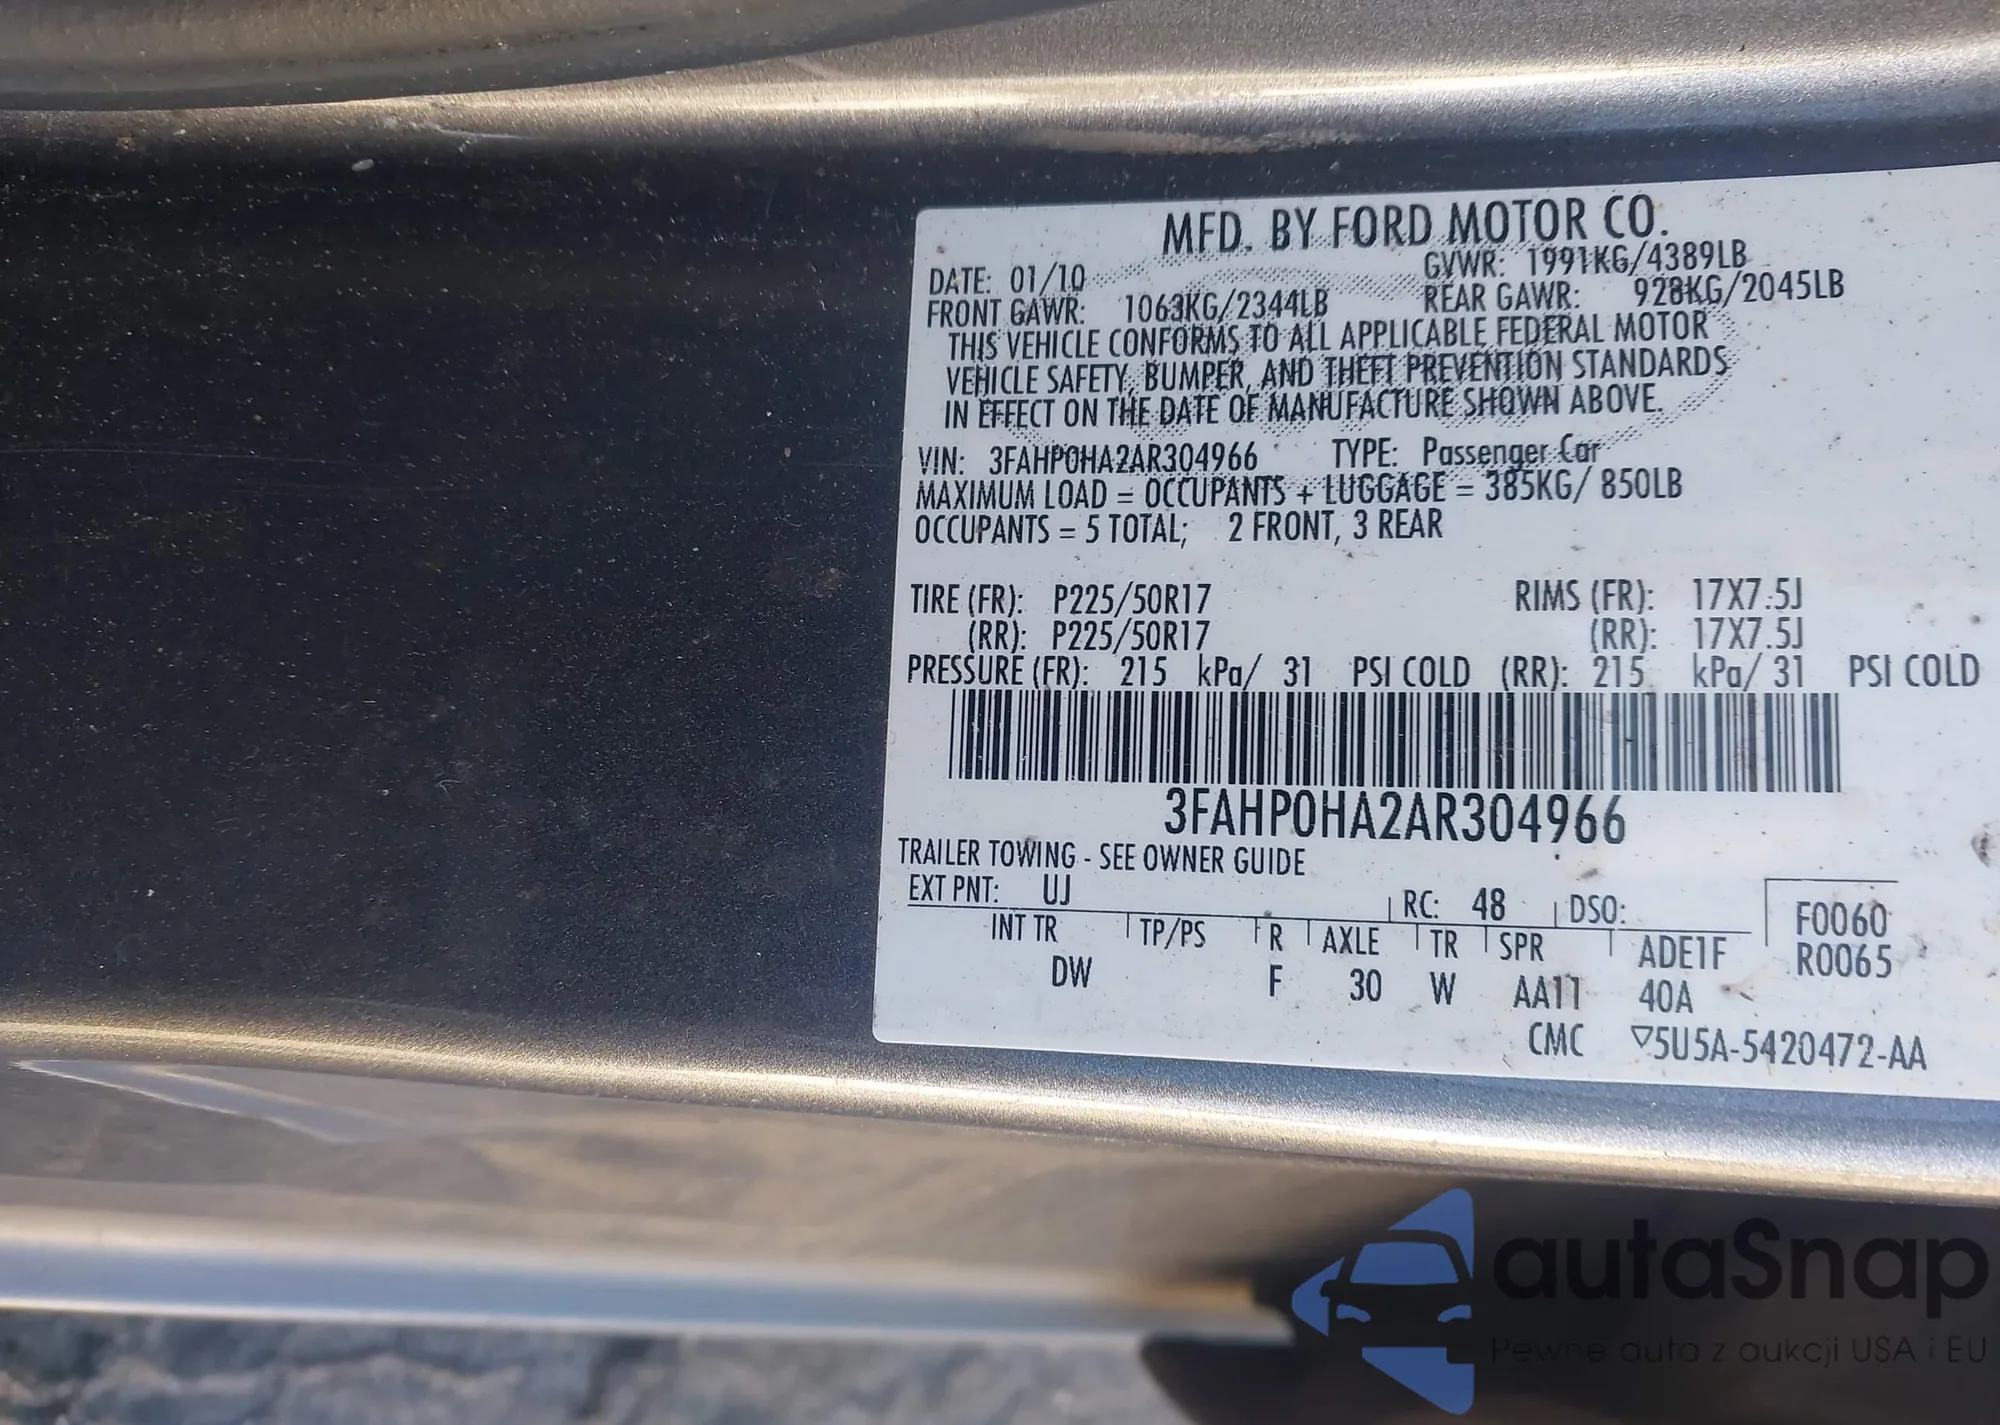 MFD. BY FORD MOTOR CO.
DATE: 01/10 GVWR: 1991KG/4389LB
FRONT GAWR: 1063KG/2344LB REAR GAWR: 928KG/2045LB
THIS VEHICLE CONFORMS TO ALL APPLICABLE FEDERAL MOTOR
VEHICLE SAFETY, BUMPER, AND THEFT PREVENTION STANDARDS
IN EFFECT ON THE DATE OF MANUFACTURE SHOWN ABOVE.
VIN: 3FAHP0HA2AR304966 TYPE: Passenger Car
MAXIMUM LOAD = OCCUPANTS + LUGGAGE = 385KG/ 850LB
OCCUPANTS = 5 TOTAL; 2 FRONT, 3 REAR
TIRE (FR): P225/50R17 RIMS (FR): 17X7.5J
(RR): P225/50R17 (RR): 17X7.5J
PRESSURE (FR): 215 kPa/ 31 PSI COLD (RR): 215 kPa/ 31 PSI COLD
3FAHP0HA2AR304966
TRAILER TOWING - SEE OWNER GUIDE
EXT PNT: UJ RC: 48 DSO: F0060
INT TR TP/PS R AXLE TR SPR ADE1F R0065
DW F 30 W AA11 40A
CMC ▽5U5A-5420472-AA
autaSnap
Pewne auta z aukcji USA i EU